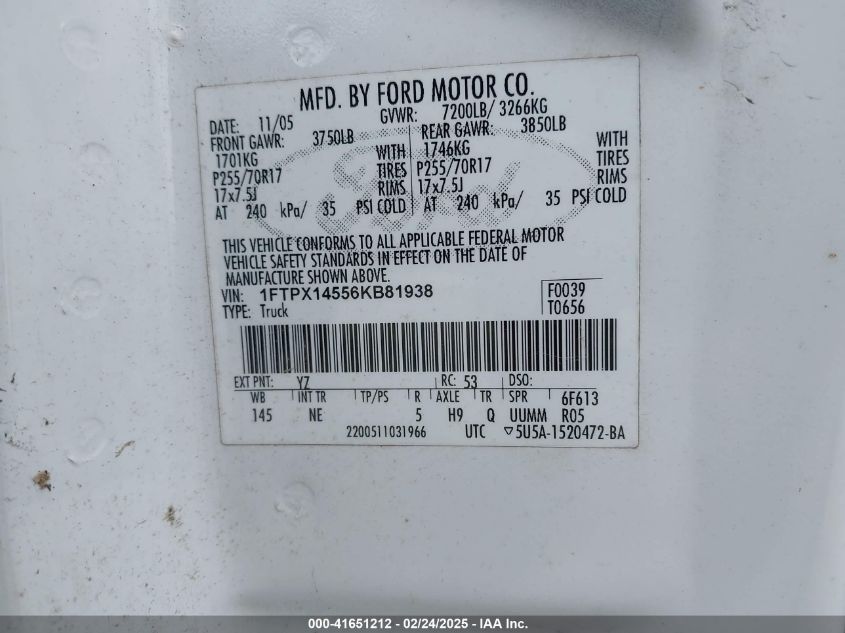 MFD. BY FORD MOTOR CO.
DATE: 11/05 GVWR: 7200LB/ 3266KG
FRONT GAWR: 3750LB REAR GAWR: 3850LB
1701KG WITH 1746KG WITH
P255/70R17 TIRES P255/70R17 TIRES
17x7.5J RIMS 17x7.5J RIMS
AT 240 kPa/ 35 PSI COLD AT 240 kPa/ 35 PSI COLD
THIS VEHICLE CONFORMS TO ALL APPLICABLE FEDERAL MOTOR
VEHICLE SAFETY STANDARDS IN EFFECT ON THE DATE OF
MANUFACTURE SHOWN ABOVE.
VIN: 1FTPX14556KB81938 F0039
TYPE: Truck T0656
EXT PNT: YZ RC: 53 DSO:
WB INT TR TP/PS R AXLE TR SPR 6F613
145 NE 5 H9 Q UUMM R05
2200511031966 UTC ▽5U5A-1520472-BA
000-41651212 - 02/24/2025 - IAA Inc.